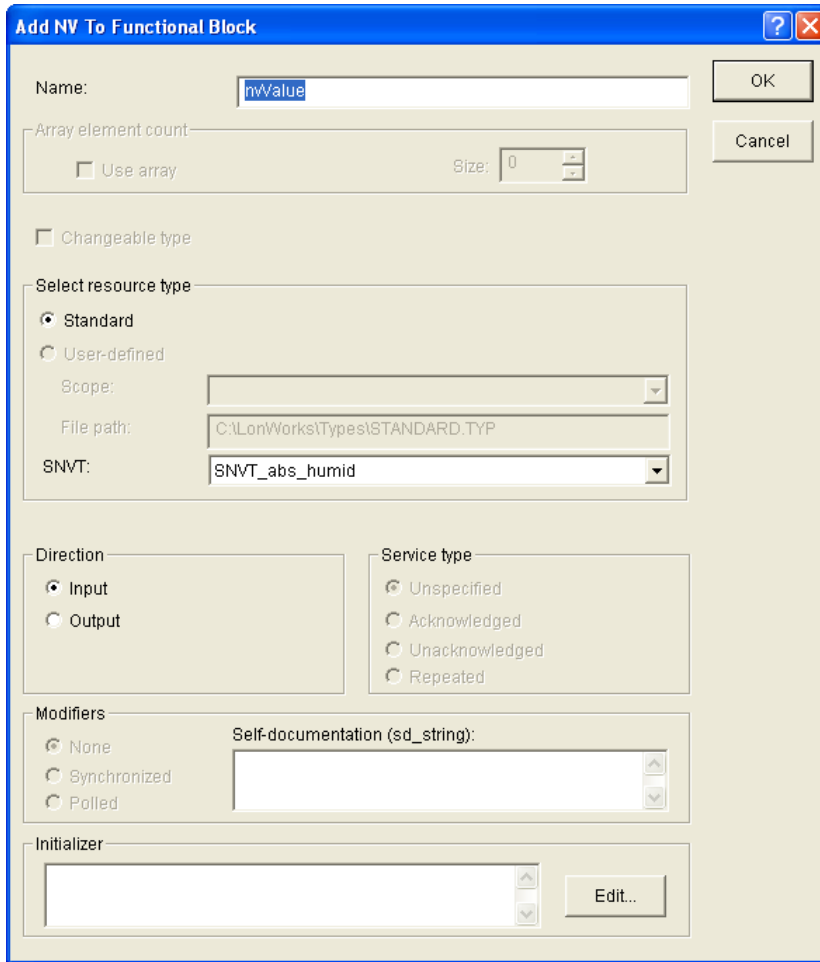 Add NV To Functional Block
Name:
nvValue
OK
Array element count
Use array
Size:
0
Cancel
Changeable type
Select resource type
Standard
User-defined
Scope:
File path:
C:\LonWorks\Types\STANDARD.TYP
SNVT:
SNVT_abs_humid
Direction
Input
Output
Service type
Unspecified
Acknowledged
Unacknowledged
Repeated
Modifiers
None
Synchronized
Polled
Self-documentation (sd_string):
Initializer
Edit...